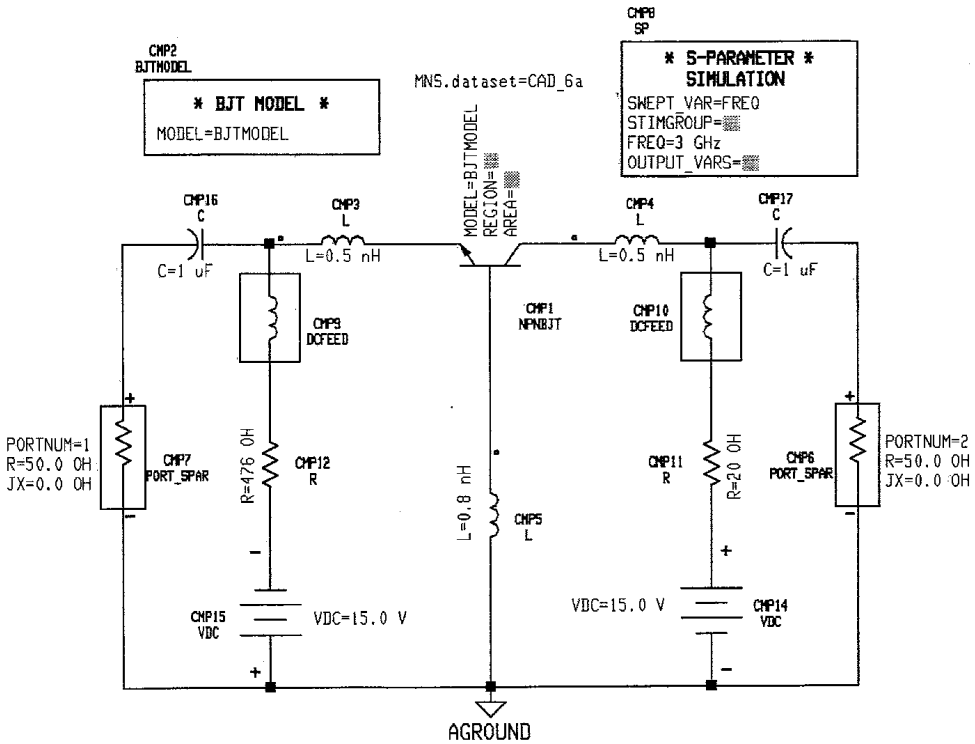 CMP2
BJTMODEL
* BJT MODEL *
MODEL=BJTMODEL
MNS.dataset=CAD_6a
CMP8
SP
* S-PARAMETER *
SIMULATION
SWEPT_VAR=FREQ
STIMGROUP=
FREQ=3 GHz
OUTPUT_VARS=
MODEL=BJTMODEL
REGION=
AREA=
CMP16
C
C=1 uF
CMP3
L
L=0.5 nH
CMP4
L
L=0.5 nH
CMP17
C
C=1 uF
CMP9
DCFEED
CMP1
NPNBJT
CMP10
DCFEED
+
PORTNUM=1
R=50.0 OH
JX=0.0 OH
CMP7
PORT_SPAR
-
R=476 OH
CMP12
R
L=0.8 nH
CMP5
L
CMP11
R
R=20 OH
+
CMP6
PORT_SPAR
-
PORTNUM=2
R=50.0 OH
JX=0.0 OH
-
CMP15
VDC
VDC=15.0 V
+
+
VDC=15.0 V
CMP14
VDC
-
AGROUND